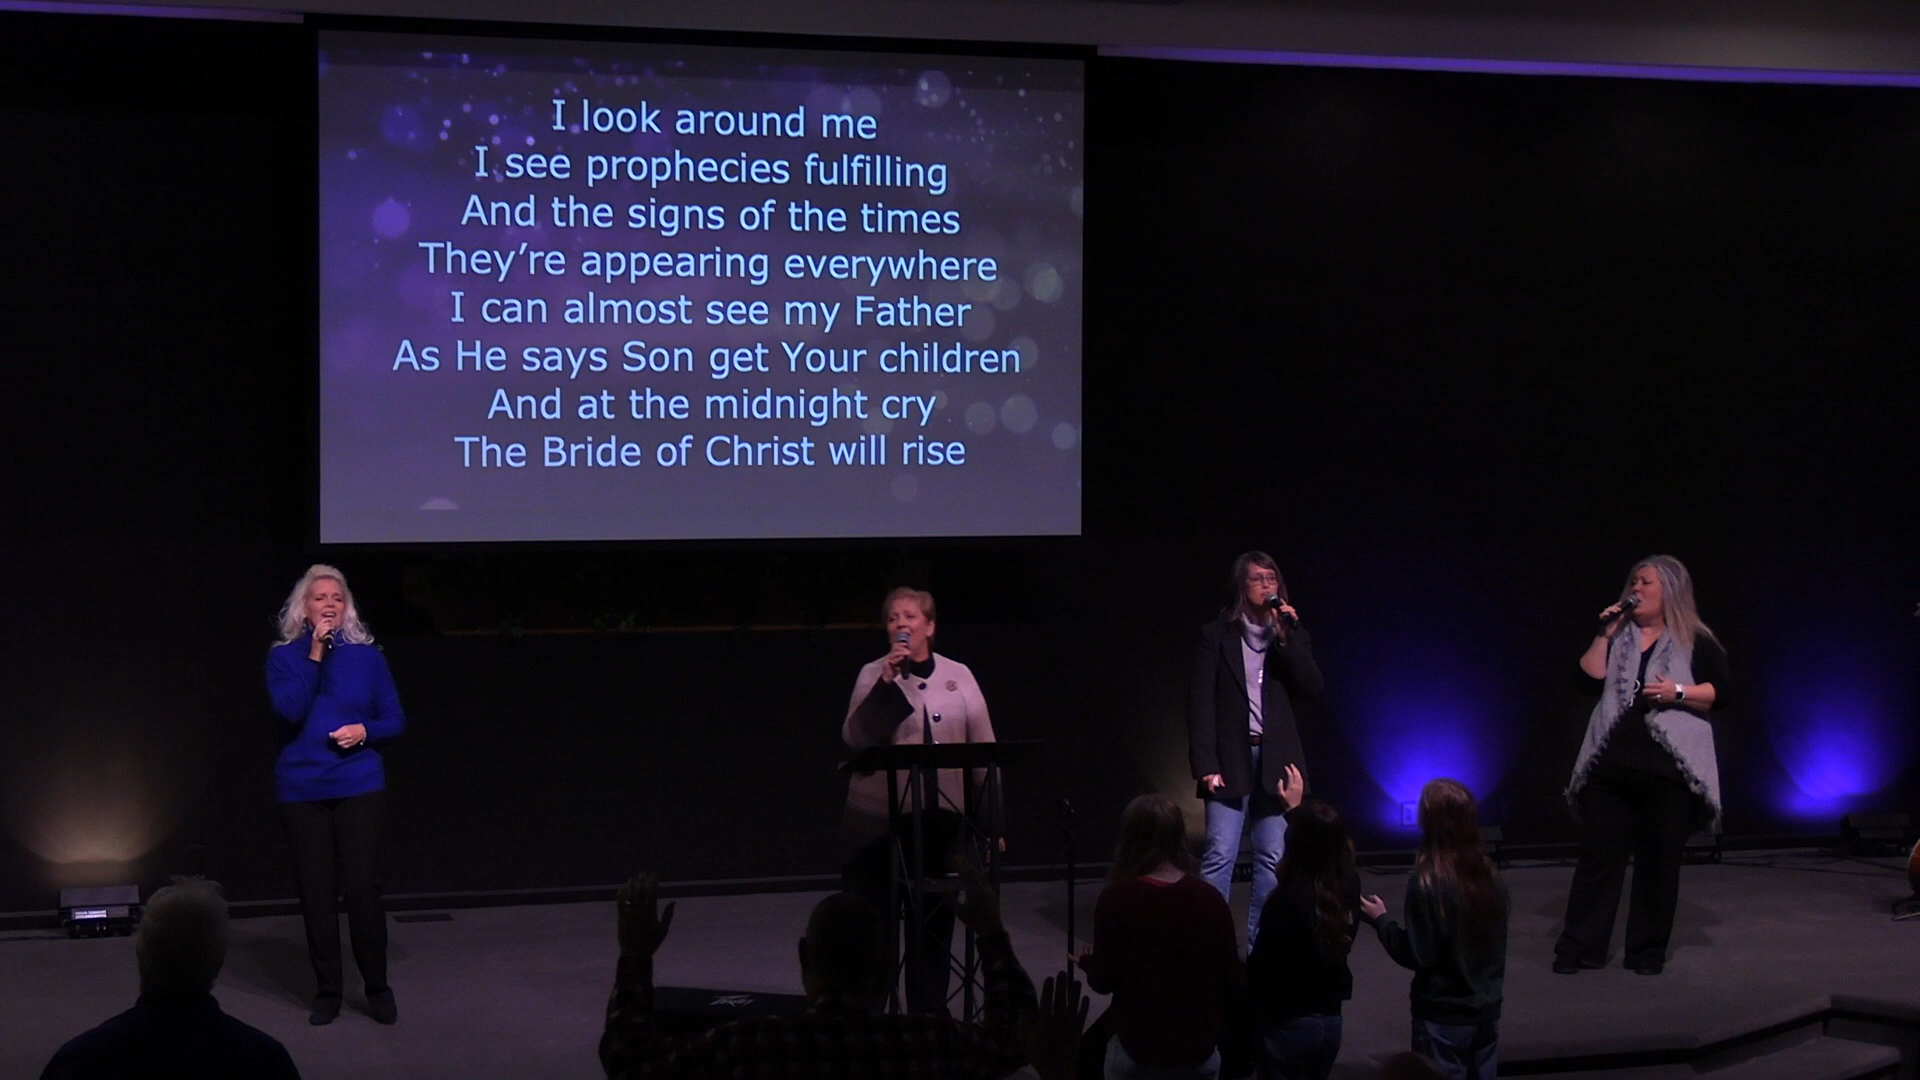 I look around me
I see prophecies fulfilling
And the signs of the times
They're appearing everywhere
I can almost see my Father
As He says Son get Your children
And at the midnight cry
The Bride of Christ will rise